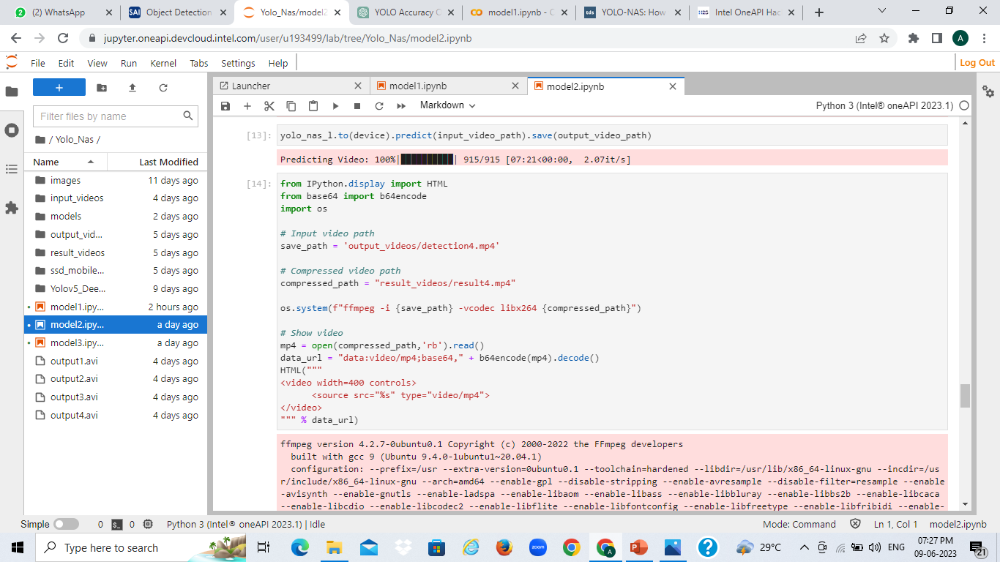 (2) WhatsApp
Object Detection
Yolo_Nas/model2
YOLO Accuracy C
model1.ipynb - C
YOLO-NAS: How
Intel OneAPI Hac
jupyter.oneapi.devcloud.intel.com/user/u193499/lab/tree/Yolo_Nas/model2.ipynb
A
File Edit View Run Kernel Tabs Settings Help
Log Out
Launcher
model1.ipynb
model2.ipynb
Filter files by name
/ Yolo_Nas /
Name Last Modified
images 11 days ago
input_videos 4 days ago
models 2 days ago
output_vid... 5 days ago
result_videos 5 days ago
ssd_mobile... 5 days ago
Yolov5_Dee... 9 days ago
model1.ipy... 2 hours ago
model2.ipy... a day ago
model3.ipy... a day ago
output1.avi 4 days ago
output2.avi 4 days ago
output3.avi 4 days ago
output4.avi 4 days ago
Markdown
Python 3 (Intel® oneAPI 2023.1)
[13]: yolo_nas_l.to(device).predict(input_video_path).save(output_video_path)
Predicting Video: 100%|██████████| 915/915 [07:21<00:00, 2.07it/s]
[14]: from IPython.display import HTML
from base64 import b64encode
import os
# Input video path
save_path = 'output_videos/detection4.mp4'
# Compressed video path
compressed_path = "result_videos/result4.mp4"
os.system(f"ffmpeg -i {save_path} -vcodec libx264 {compressed_path}")
# Show video
mp4 = open(compressed_path,'rb').read()
data_url = "data:video/mp4;base64," + b64encode(mp4).decode()
HTML("""
<video width=400 controls>
<source src="%s" type="video/mp4">
</video>
""" % data_url)
ffmpeg version 4.2.7-0ubuntu0.1 Copyright (c) 2000-2022 the FFmpeg developers
built with gcc 9 (Ubuntu 9.4.0-1ubuntu1~20.04.1)
configuration: --prefix=/usr --extra-version=0ubuntu0.1 --toolchain=hardened --libdir=/usr/lib/x86_64-linux-gnu --incdir=/us
r/include/x86_64-linux-gnu --arch=amd64 --enable-gpl --disable-stripping --enable-avresample --disable-filter=resample --enable
-avisynth --enable-gnutls --enable-ladspa --enable-libaom --enable-libass --enable-libbluray --enable-libbs2b --enable-libcaca
--enable-libcdio --enable-libcodec2 --enable-libflite --enable-libfontconfig --enable-libfreetype --enable-libfribidi --enable-
Simple 0 0 Python 3 (Intel® oneAPI 2023.1) | Idle
Mode: Command Ln 1, Col 1 model2.ipynb
Type here to search
zoom
29°C
ENG
07:27 PM
09-06-2023
21